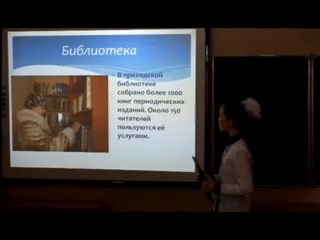 Библиотека
В приходской
библиотеке
собрано более 1000
книг периодических
изданий. Около 150
читателей
пользуются её
услугами.